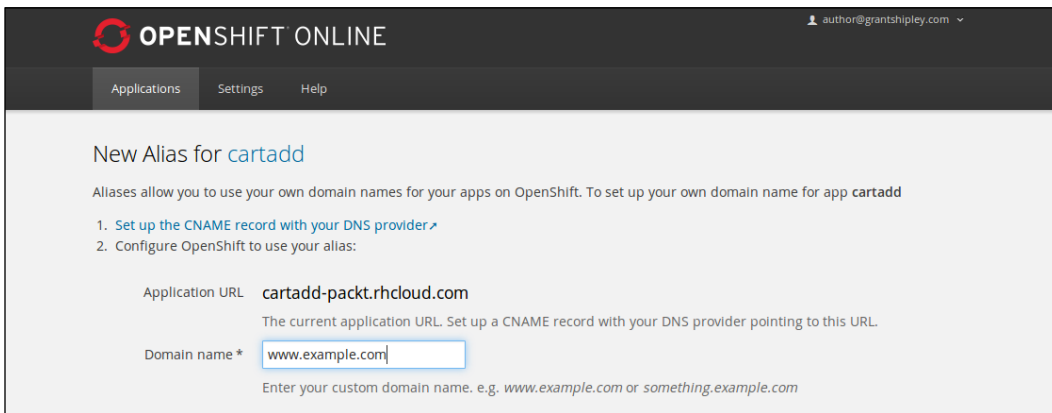 OPENSHIFT ONLINE
author@grantshipley.com
Applications Settings Help
New Alias for cartadd
Aliases allow you to use your own domain names for your apps on OpenShift. To set up your own domain name for app cartadd
1. Set up the CNAME record with your DNS provider
2. Configure OpenShift to use your alias:
Application URL cartadd-packt.rhcloud.com
The current application URL. Set up a CNAME record with your DNS provider pointing to this URL.
Domain name * www.example.com
Enter your custom domain name. e.g. www.example.com or something.example.com